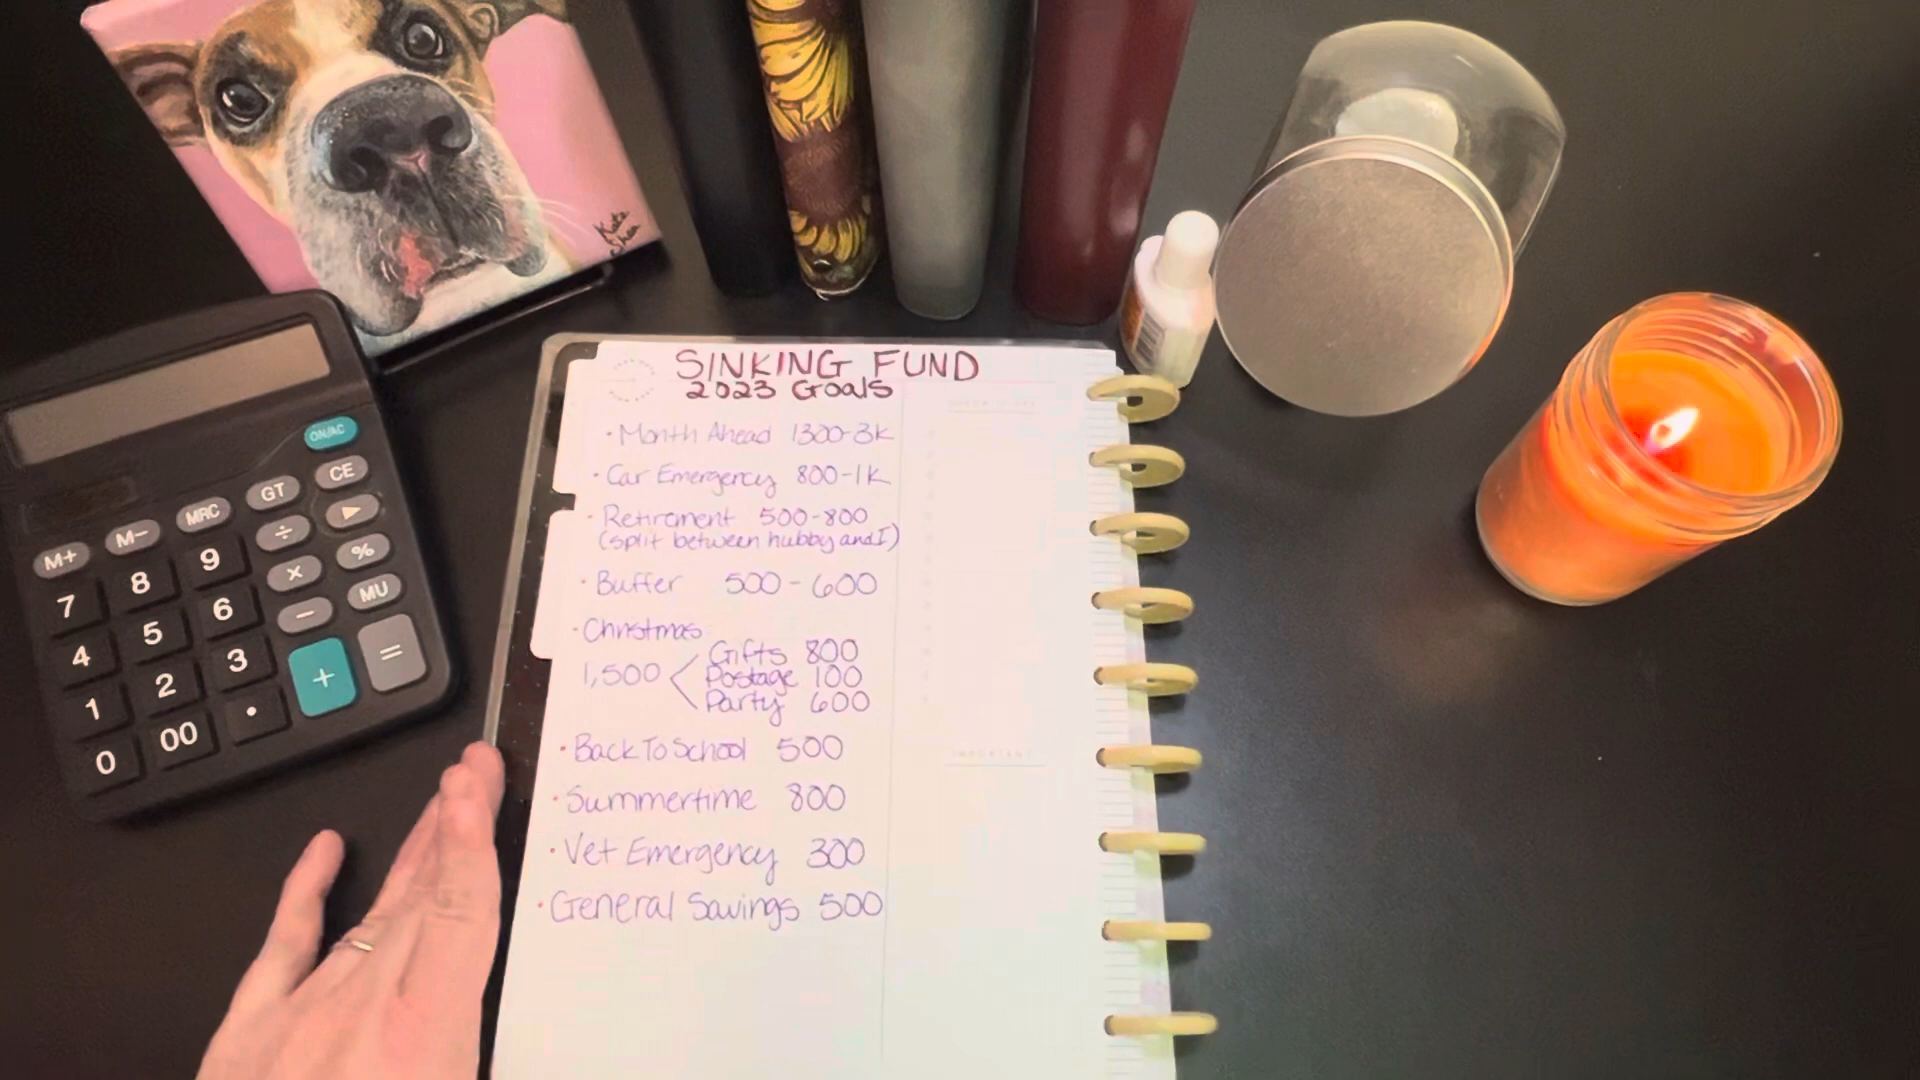 Kate
Shea
SINKING FUND
2023 Goals
• Month Ahead 1300-3K
• Car Emergency 800-1K
• Retirement 500-800
(split between hubby and I)
• Buffer 500-600
• Christmas
1,500 < Gifts 800
Postage 100
Party 600
• Back To School 500
• Summertime 800
• Vet Emergency 300
• General Savings 500
IMPORTANT
ON/AC
M+ M- MRC GT CE
7 8 9 ÷ ▶
4 5 6 × %
1 2 3 − MU
0 00 • + =